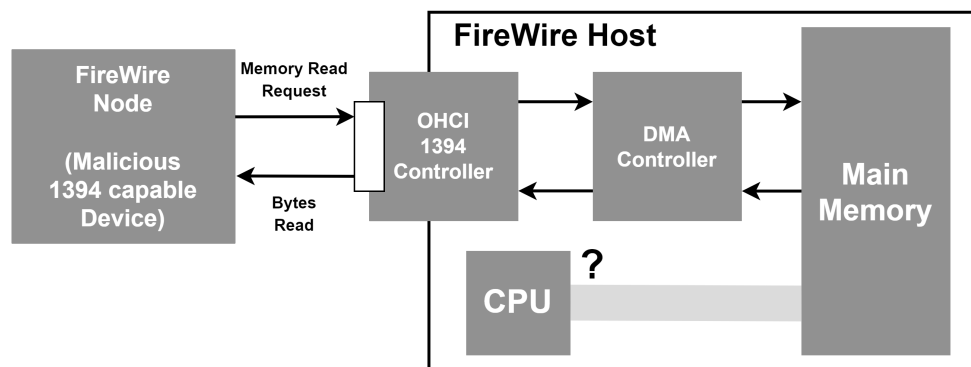 FireWire Host
FireWire
Node
(Malicious
1394 capable
Device)
Memory Read
Request
Bytes
Read
OHCI
1394
Controller
DMA
Controller
Main
Memory
CPU
?